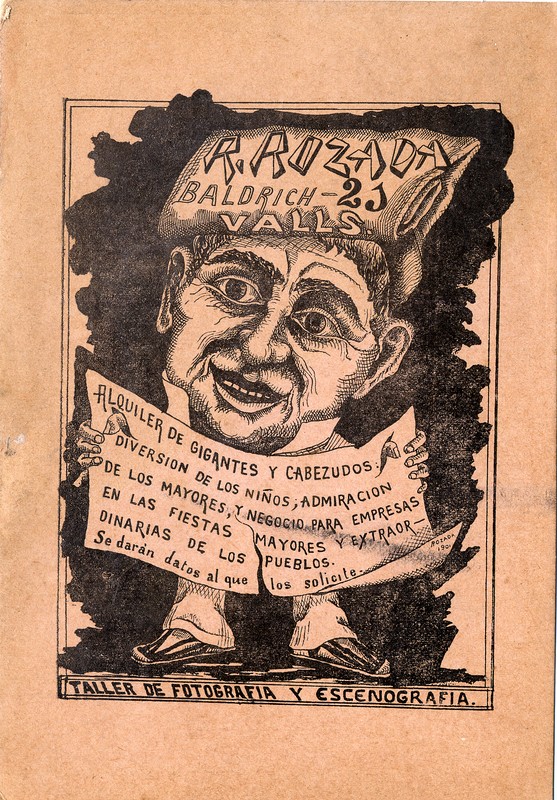 R. ROZADA
BALDRICH-21
VALLS.
ALQUILER DE GIGANTES Y CABEZUDOS;
DIVERSION DE LOS NIÑOS; ADMIRACION
DE LOS MAYORES, Y NEGOCIO PARA EMPRESAS
EN LAS FIESTAS MAYORES Y EXTRAOR-
DINARIAS DE LOS PUEBLOS.
Se darán datos al que los solicite.
ROZADA
TALLER DE FOTOGRAFIA Y ESCENOGRAFIA.